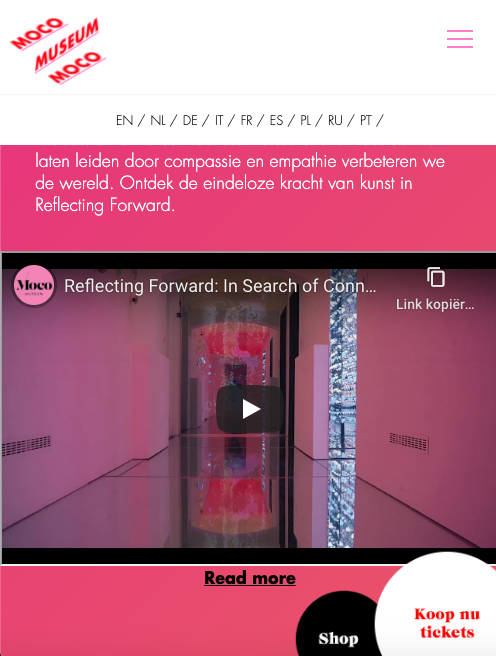 MOCO
MUSEUM
MOCO
EN / NL / DE / IT / FR / ES / PL / RU / PT /
laten leiden door compassie en empathie verbeteren we
de wereld. Ontdek de eindeloze kracht van kunst in
Reflecting Forward.
Moco
MUSEUM
Reflecting Forward: In Search of Conn...
Link kopiër...
Read more
Shop
Koop nu
tickets